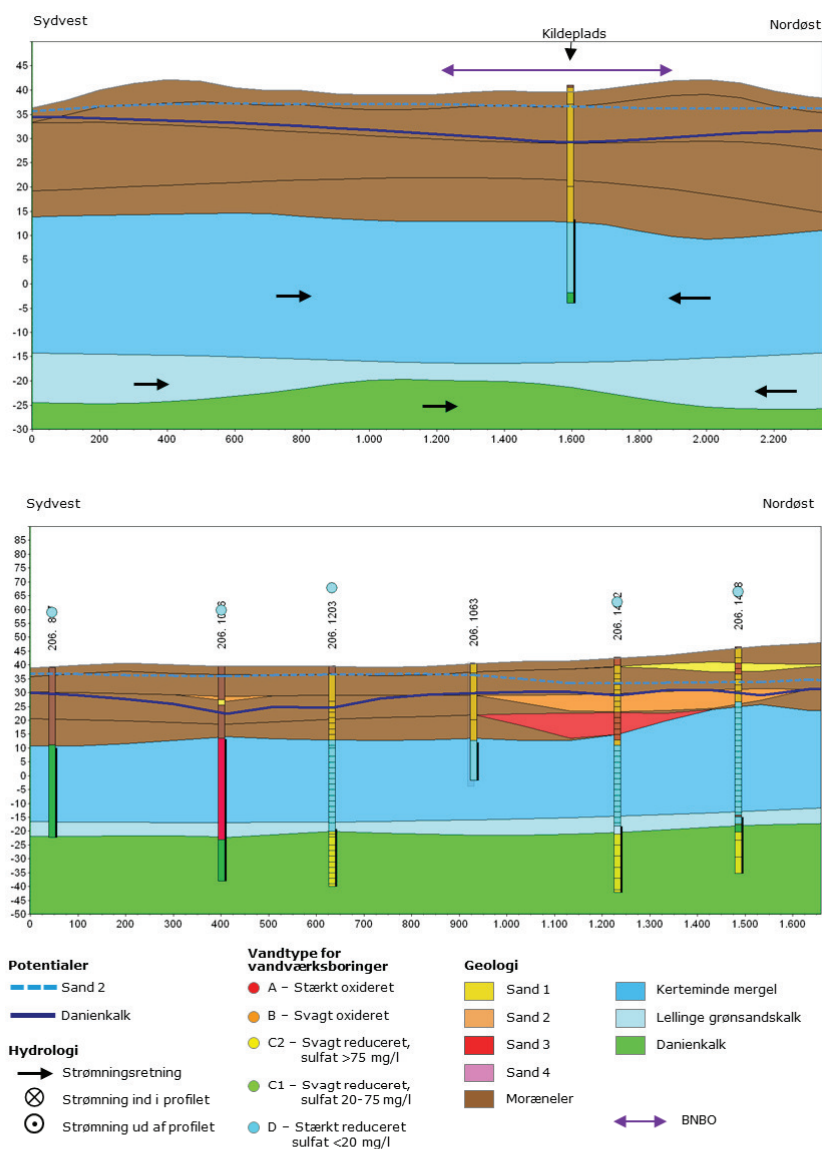 Sydvest
Nordøst
Kildeplads
45
40
35
30
25
20
15
10
5
0
-5
-10
-15
-20
-25
-30
0
200
400
600
800
1.000
1.200
1.400
1.600
1.800
2.000
2.200
Sydvest
Nordøst
85
80
75
70
65
60
55
50
45
40
35
30
25
20
15
10
5
0
-5
-10
-15
-20
-25
-30
-35
-40
-45
-50
206.
206.
206. 1203
206. 1063
206.
206.
0
100
200
300
400
500
600
700
800
900
1.000
1.100
1.200
1.300
1.400
1.500
1.600
Potentialer
Sand 2
Danienkalk
Hydrologi
Strømningsretning
Strømning ind i profilet
Strømning ud af profilet
Vandtype for
vandværksboringer
A – Stærkt oxideret
B – Svagt oxideret
C2 – Svagt reduceret,
sulfat >75 mg/l
C1 – Svagt reduceret,
sulfat 20-75 mg/l
D – Stærkt reduceret
sulfat <20 mg/l
Geologi
Sand 1
Sand 2
Sand 3
Sand 4
Moræneler
Kerteminde mergel
Lellinge grønsandskalk
Danienkalk
BNBO